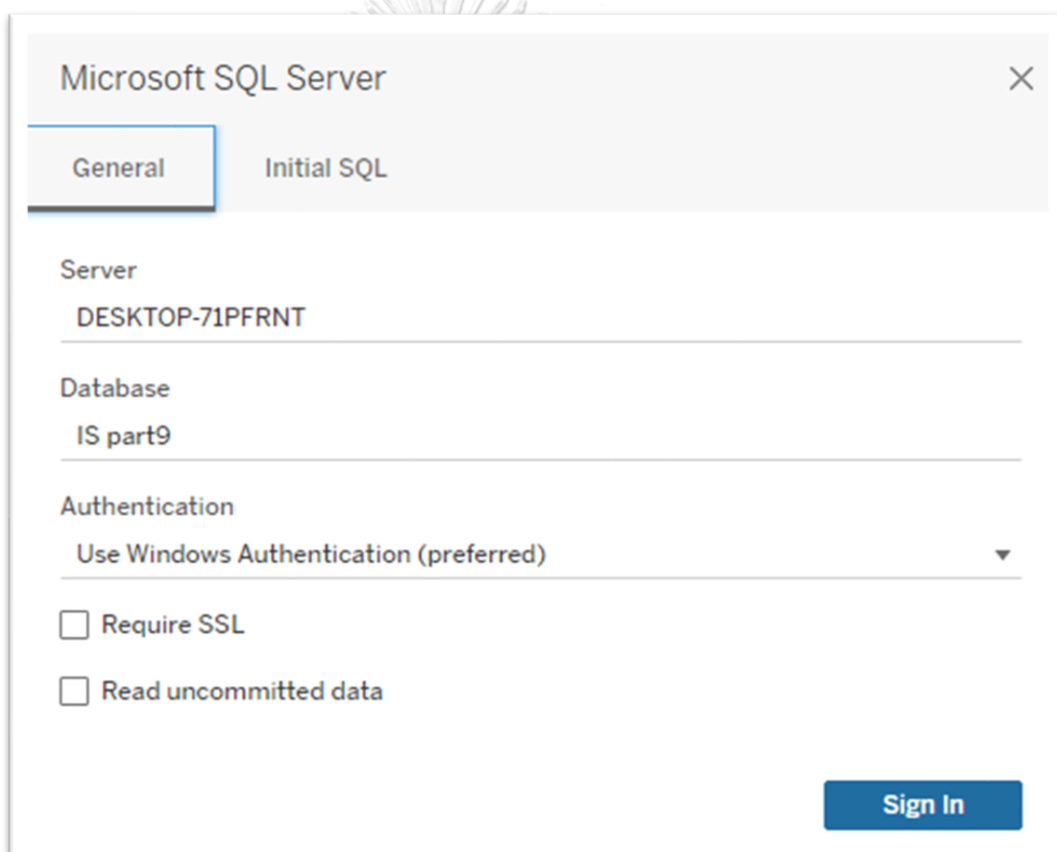 Microsoft SQL Server
General Initial SQL
Server
DESKTOP-71PFRNT
Database
IS part9
Authentication
Use Windows Authentication (preferred)
Require SSL
Read uncommitted data
Sign In